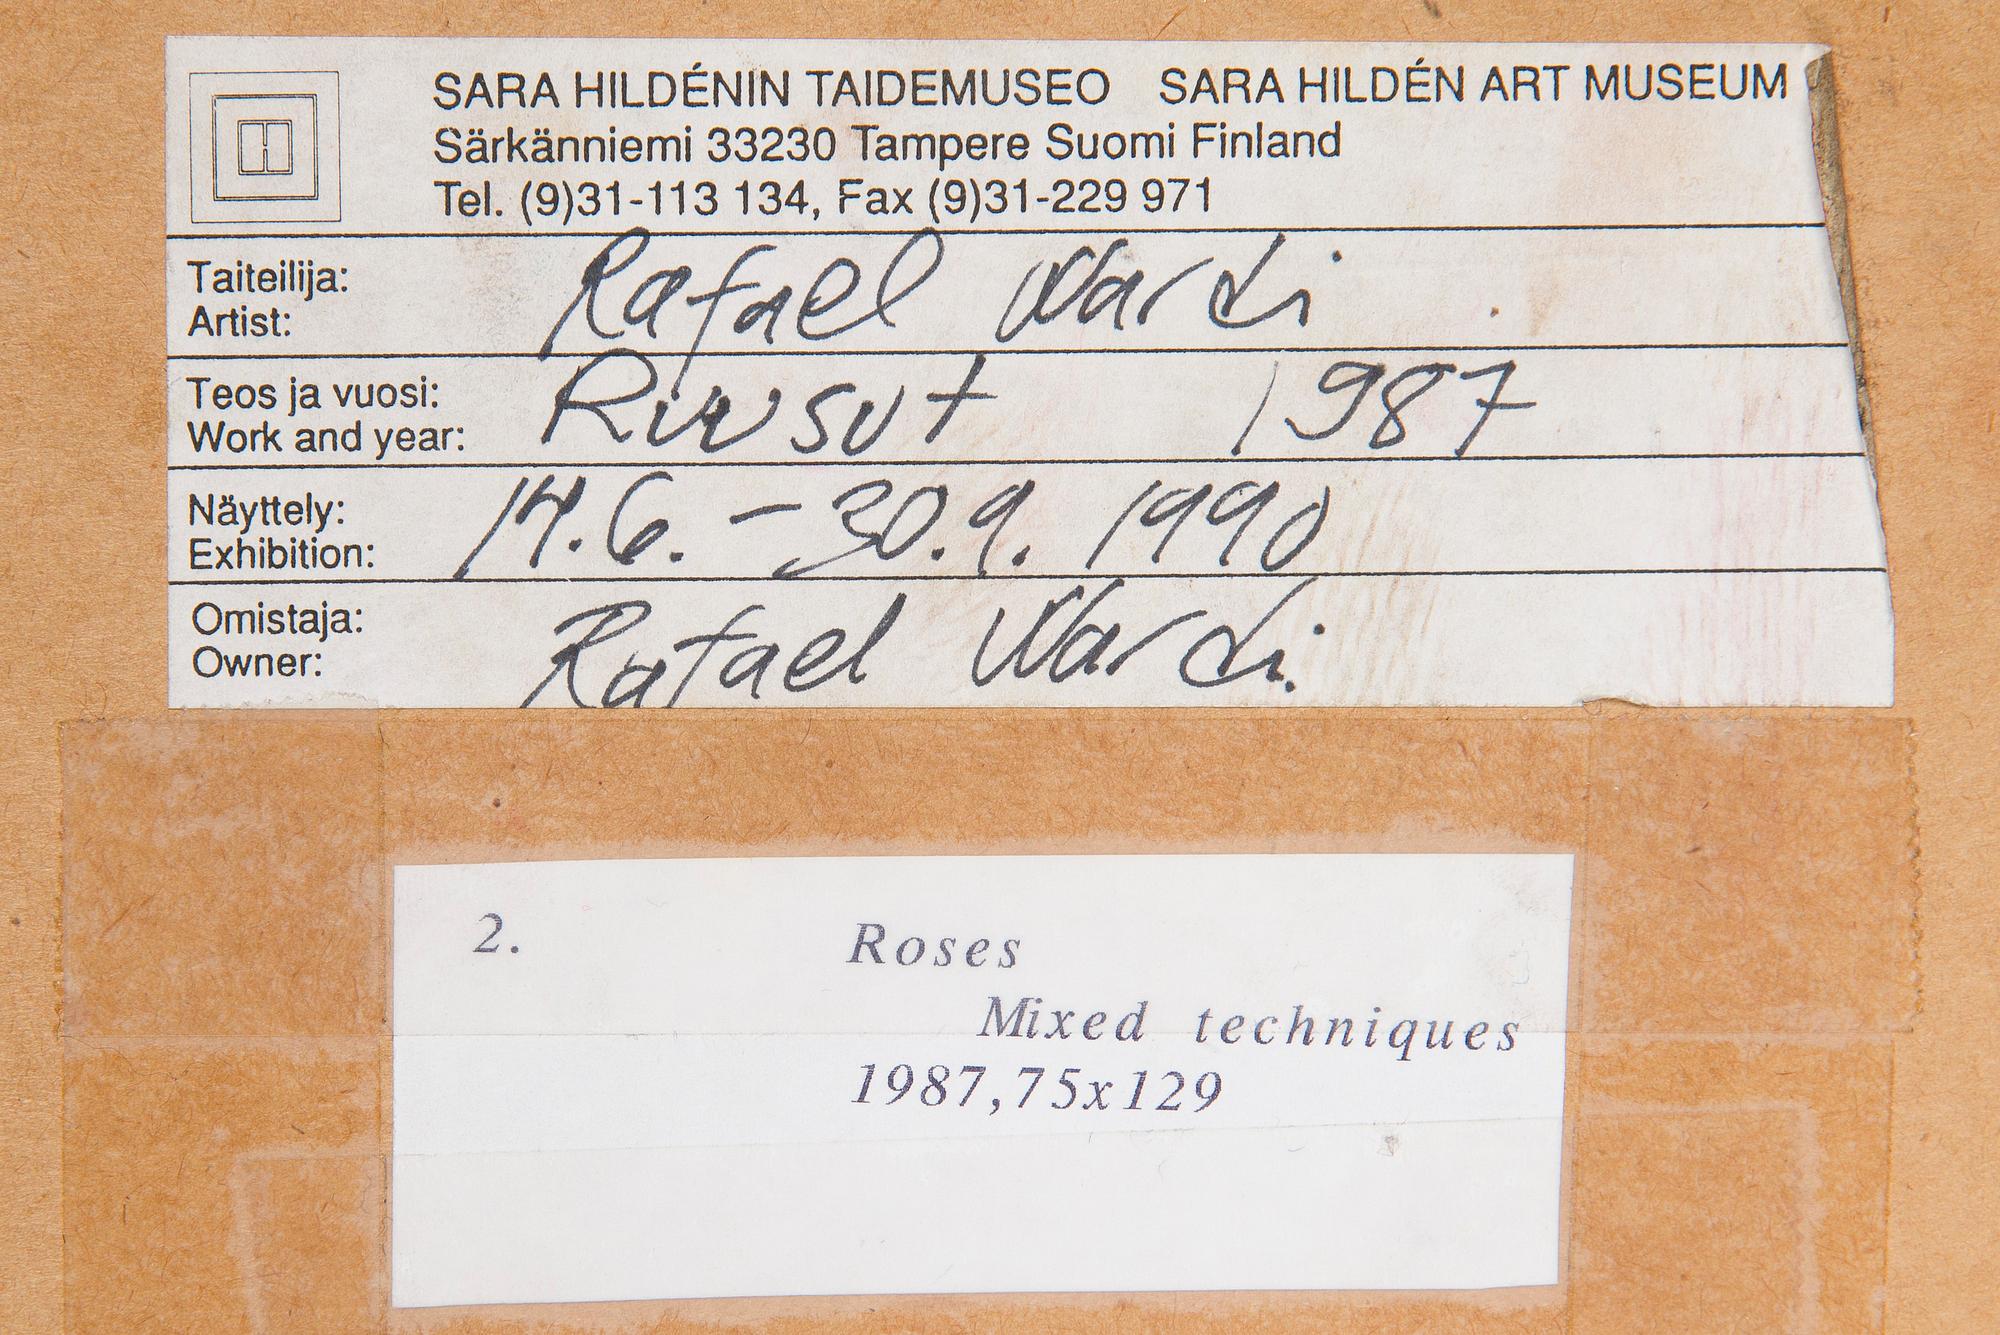 SARA HILDÉNIN TAIDEMUSEO SARA HILDÉN ART MUSEUM
Särkänniemi 33230 Tampere Suomi Finland
Tel. (9)31-113 134, Fax (9)31-229 971
Taiteilija:
Artist: Rafael Wardi
Teos ja vuosi:
Work and year: Ruusut 1987
Näyttely:
Exhibition: 14.6. - 30.9. 1990
Omistaja:
Owner: Rafael Wardi.
2. Roses
Mixed techniques
1987,75x129